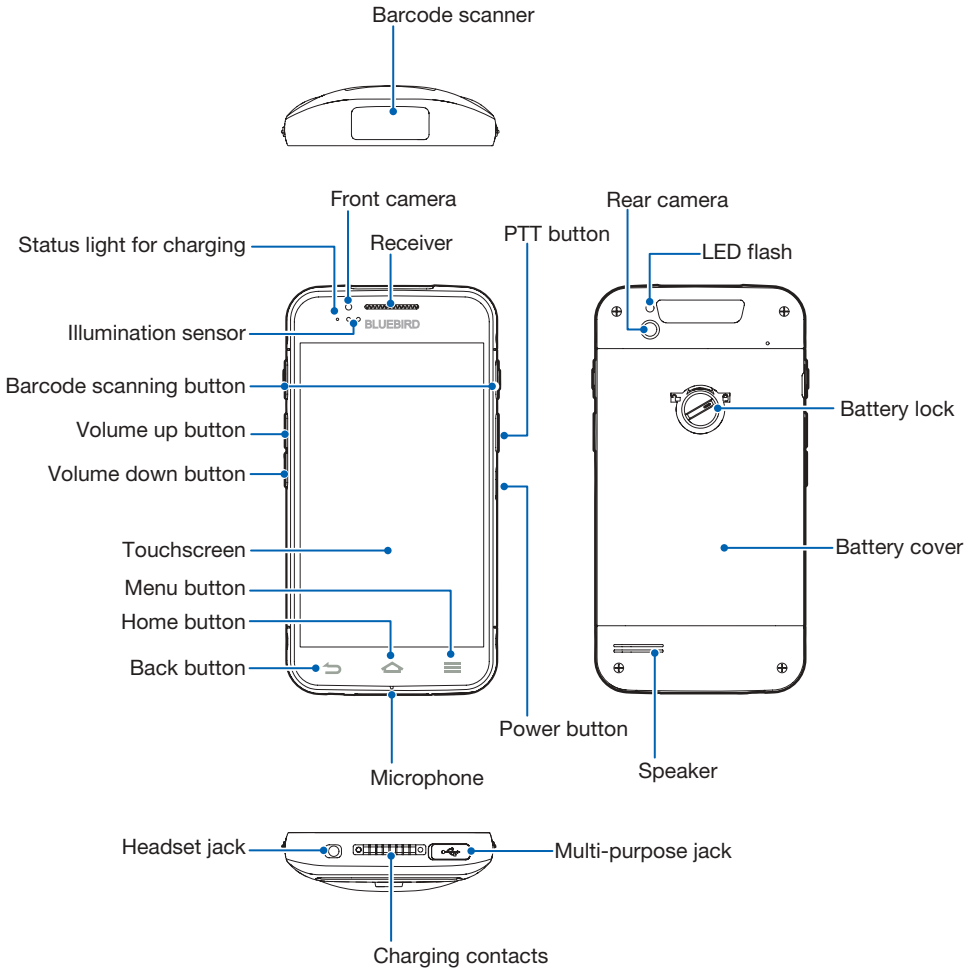 Barcode scanner
Front camera
Rear camera
Status light for charging
Receiver
PTT button
LED flash
Illumination sensor
BLUEBIRD
Barcode scanning button
Battery lock
Volume up button
Volume down button
Touchscreen
Battery cover
Menu button
Home button
Back button
Power button
Microphone
Speaker
Headset jack
Multi-purpose jack
Charging contacts